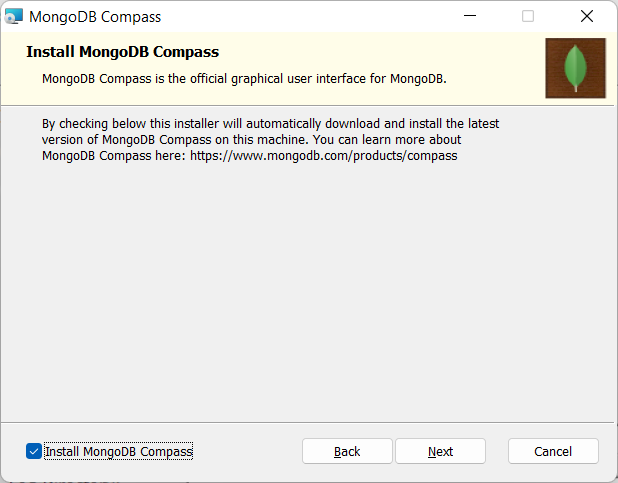 MongoDB Compass
Install MongoDB Compass
MongoDB Compass is the official graphical user interface for MongoDB.
By checking below this installer will automatically download and install the latest
version of MongoDB Compass on this machine. You can learn more about
MongoDB Compass here: https://www.mongodb.com/products/compass
Install MongoDB Compass
Back
Next
Cancel